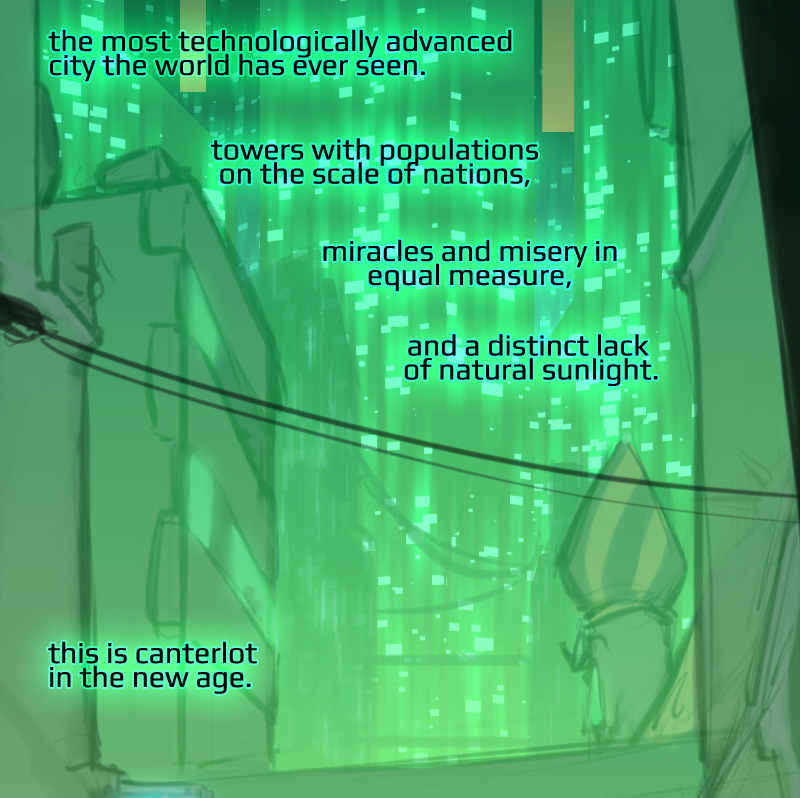 the most technologically advanced
city the world has ever seen.
towers with populations
on the scale of nations,
miracles and misery in
equal measure,
and a distinct lack
of natural sunlight.
this is canterlot
in the new age.